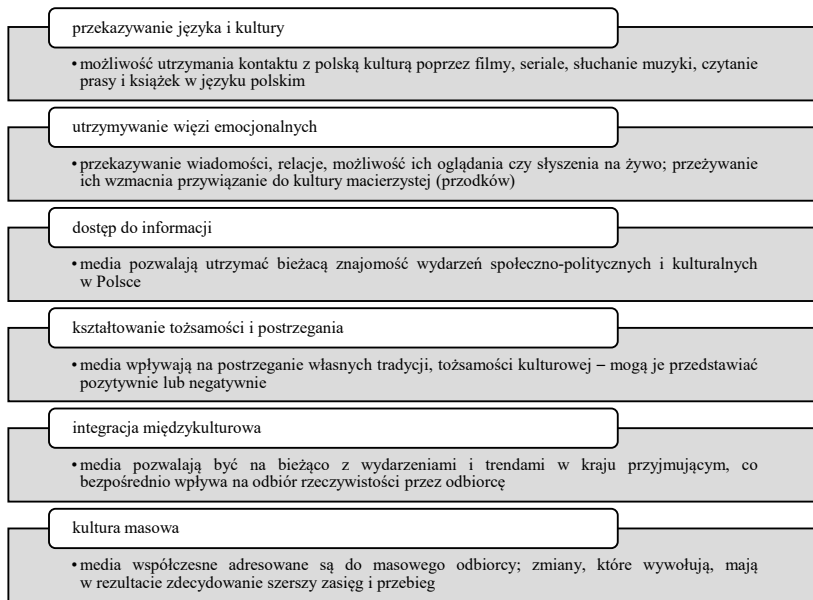 przekazywanie języka i kultury
• możliwość utrzymania kontaktu z polską kulturą poprzez filmy, seriale, słuchanie muzyki, czytanie
prasy i książek w języku polskim
utrzymywanie więzi emocjonalnych
• przekazywanie wiadomości, relacje, możliwość ich oglądania czy słyszenia na żywo; przeżywanie
ich wzmacnia przywiązanie do kultury macierzystej (przodków)
dostęp do informacji
• media pozwalają utrzymać bieżacą znajomość wydarzeń społeczno-politycznych i kulturalnych
w Polsce
kształtowanie tożsamości i postrzegania
• media wpływają na postrzeganie własnych tradycji, tożsamości kulturowej – mogą je przedstawiać
pozytywnie lub negatywnie
integracja międzykulturowa
• media pozwalają być na bieżąco z wydarzeniami i trendami w kraju przyjmującym, co
bezpośrednio wpływa na odbiór rzeczywistości przez odbiorcę
kultura masowa
• media współczesne adresowane są do masowego odbiorcy; zmiany, które wywołują, mają
w rezultacie zdecydowanie szerszy zasięg i przebieg